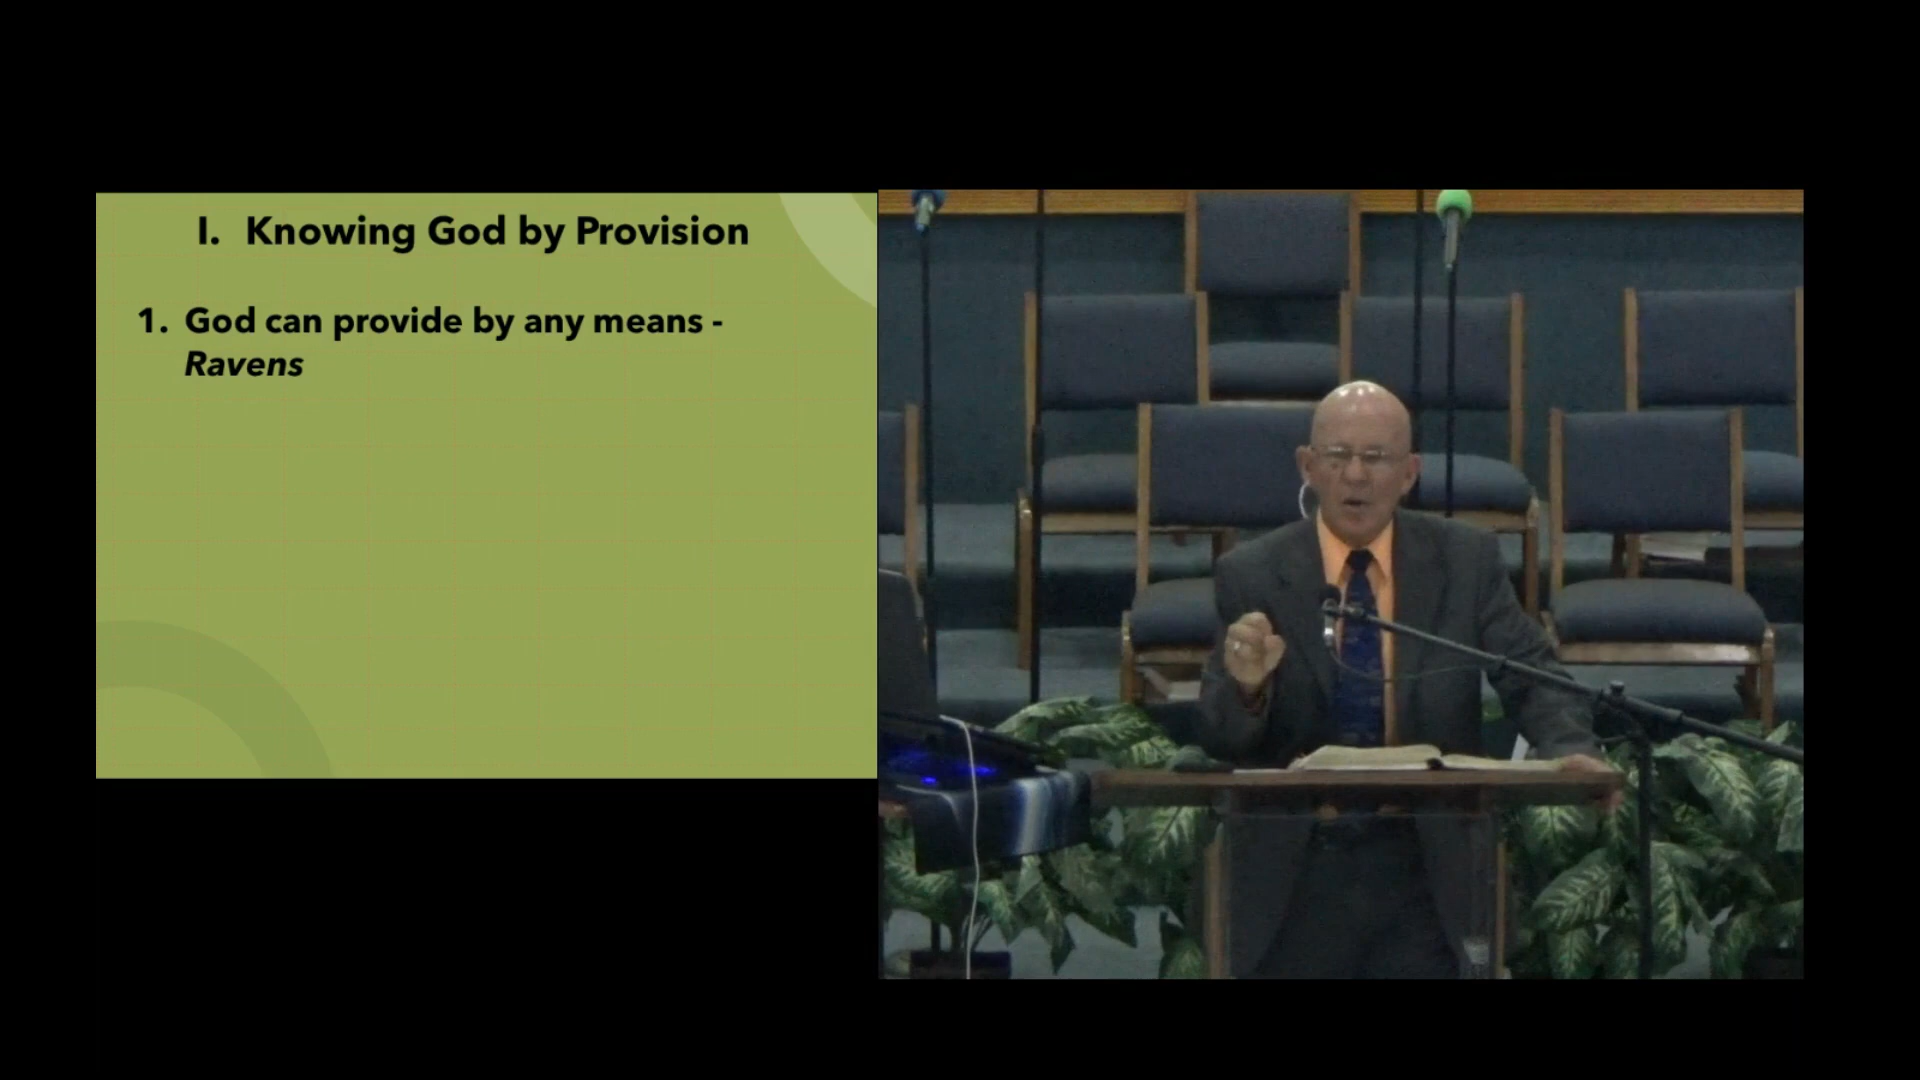 I. Knowing God by Provision
1. God can provide by any means -
Ravens